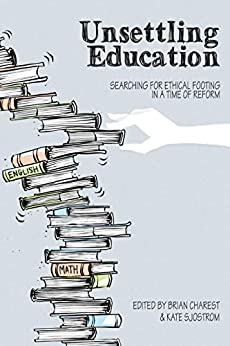 Unsettling
Education
SEARCHING FOR ETHICAL FOOTING
IN A TIME OF REFORM
ENGLISH
MATH
EDITED BY BRIAN CHAREST
& KATE SJOSTROM